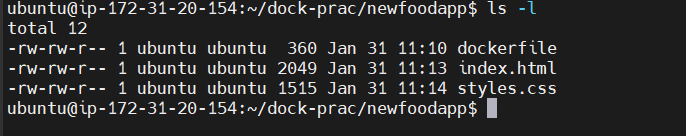 ubuntu@ip-172-31-20-154:~/dock-prac/newfoodapp$ ls -l
total 12
-rw-rw-r-- 1 ubuntu ubuntu  360 Jan 31 11:10 dockerfile
-rw-rw-r-- 1 ubuntu ubuntu 2049 Jan 31 11:13 index.html
-rw-rw-r-- 1 ubuntu ubuntu 1515 Jan 31 11:14 styles.css
ubuntu@ip-172-31-20-154:~/dock-prac/newfoodapp$